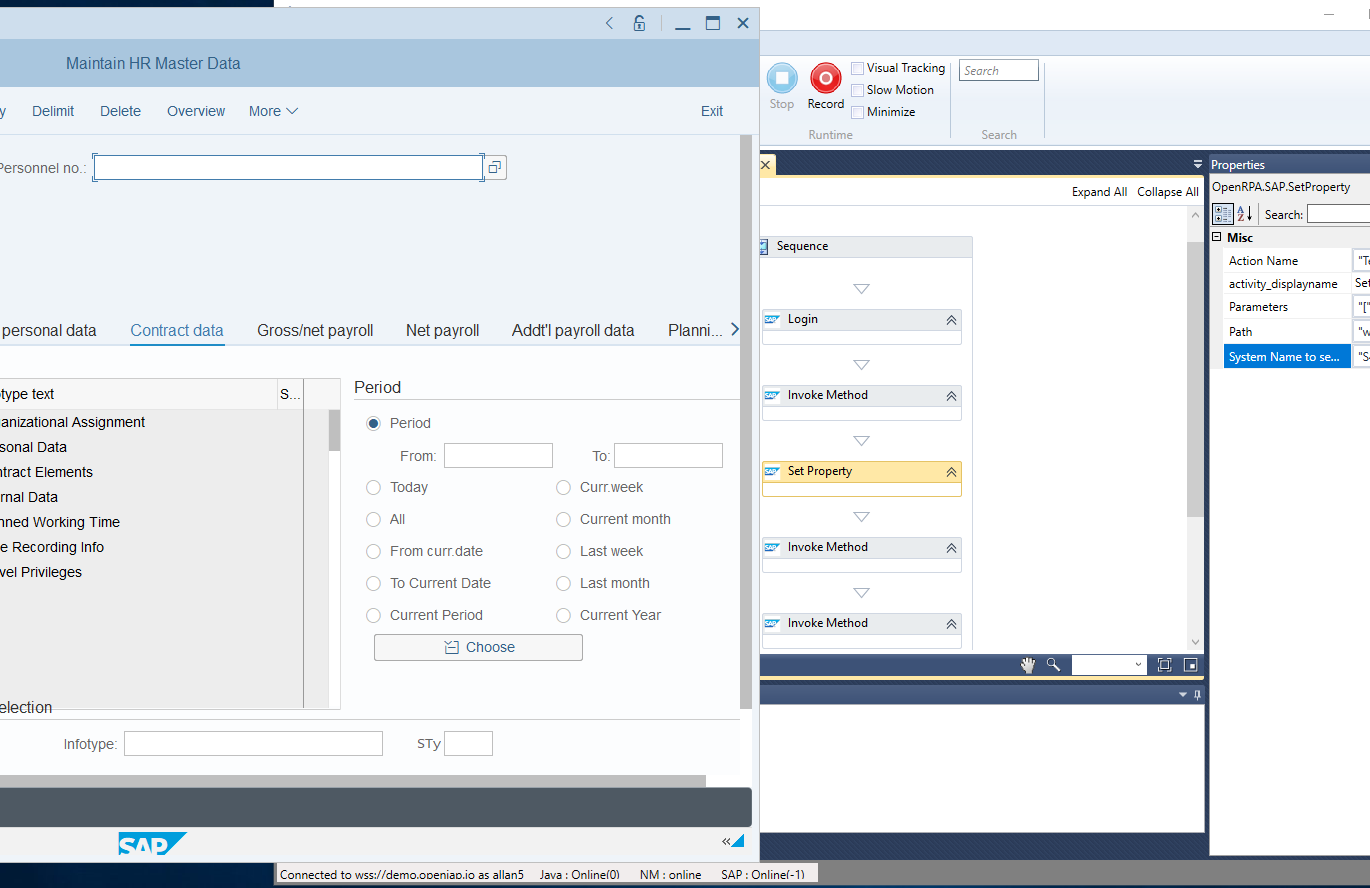 Maintain HR Master Data
y Delimit Delete Overview More Exit
Personnel no.:
personal data Contract data Gross/net payroll Net payroll Addt'l payroll data Planni...
type text S...
ganizational Assignment
sonal Data
ntract Elements
rnal Data
nned Working Time
e Recording Info
vel Privileges
Period
Period
From: To:
Today Curr.week
All Current month
From curr.date Last week
To Current Date Last month
Current Period Current Year
Choose
election
Infotype: STy
SAP
Stop
Record
Visual Tracking
Slow Motion
Minimize
Runtime
Search
Search
Expand All Collapse All
Sequence
SAP Login
SAP Invoke Method
SAP Set Property
SAP Invoke Method
SAP Invoke Method
Properties
OpenRPA.SAP.SetProperty
A Z Search:
Misc
Action Name "T
activity_displayname Set
Parameters "["
Path "w
System Name to se... "S
Connected to wss://demo.openiap.io as allan5 Java : Online(0) NM : online SAP : Online(-1)